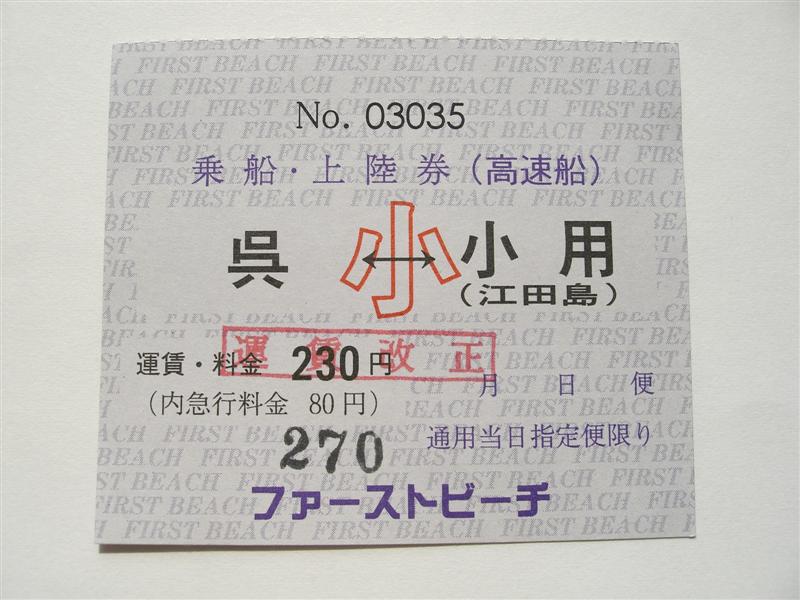 No. 03035
乗船・上陸券（高速船）
呉 ↔ 小用
小
（江田島）
運賃改正
運賃・料金 230円
月 日 便
（内急行料金 80円）
270
通用当日指定便限り
ファーストビーチ
FIRST BEACH